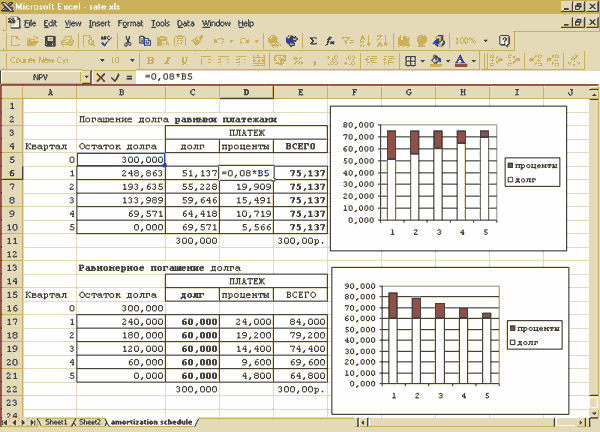 Microsoft Excel - rate.xls
File Edit View Insert Format Tools Data Window Help
100%
Courier New Cyr 10
NPV =0,08*B5
A B C D E F G H I J
1
2 Погашение долга равными платежами
3 ПЛАТЕЖ
4 Квартал Остаток долга долг проценты ВСЕГО
5 0 300,000
6 1 248,863 51,137 =0,08*B5 75,137
7 2 193,635 55,228 19,909 75,137
8 3 133,989 59,646 15,491 75,137
9 4 69,571 64,418 10,719 75,137
10 5 0,000 69,571 5,566 75,137
11 300,000 300,00р.
12
13 Равномерное погашение долга
14 ПЛАТЕЖ
15 Квартал Остаток долга долг проценты ВСЕГО
16 0 300,000
17 1 240,000 60,000 24,000 84,000
18 2 180,000 60,000 19,200 79,200
19 3 120,000 60,000 14,400 74,400
20 4 60,000 60,000 9,600 69,600
21 5 0,000 60,000 4,800 64,800
22 300,000 300,00р.
23
24
80,000
70,000
60,000
50,000
40,000
30,000
20,000
10,000
0,000
1 2 3 4 5
проценты
долг
90,000
80,000
70,000
60,000
50,000
40,000
30,000
20,000
10,000
0,000
1 2 3 4 5
проценты
долг
Sheet1 Sheet2 amortization schedule